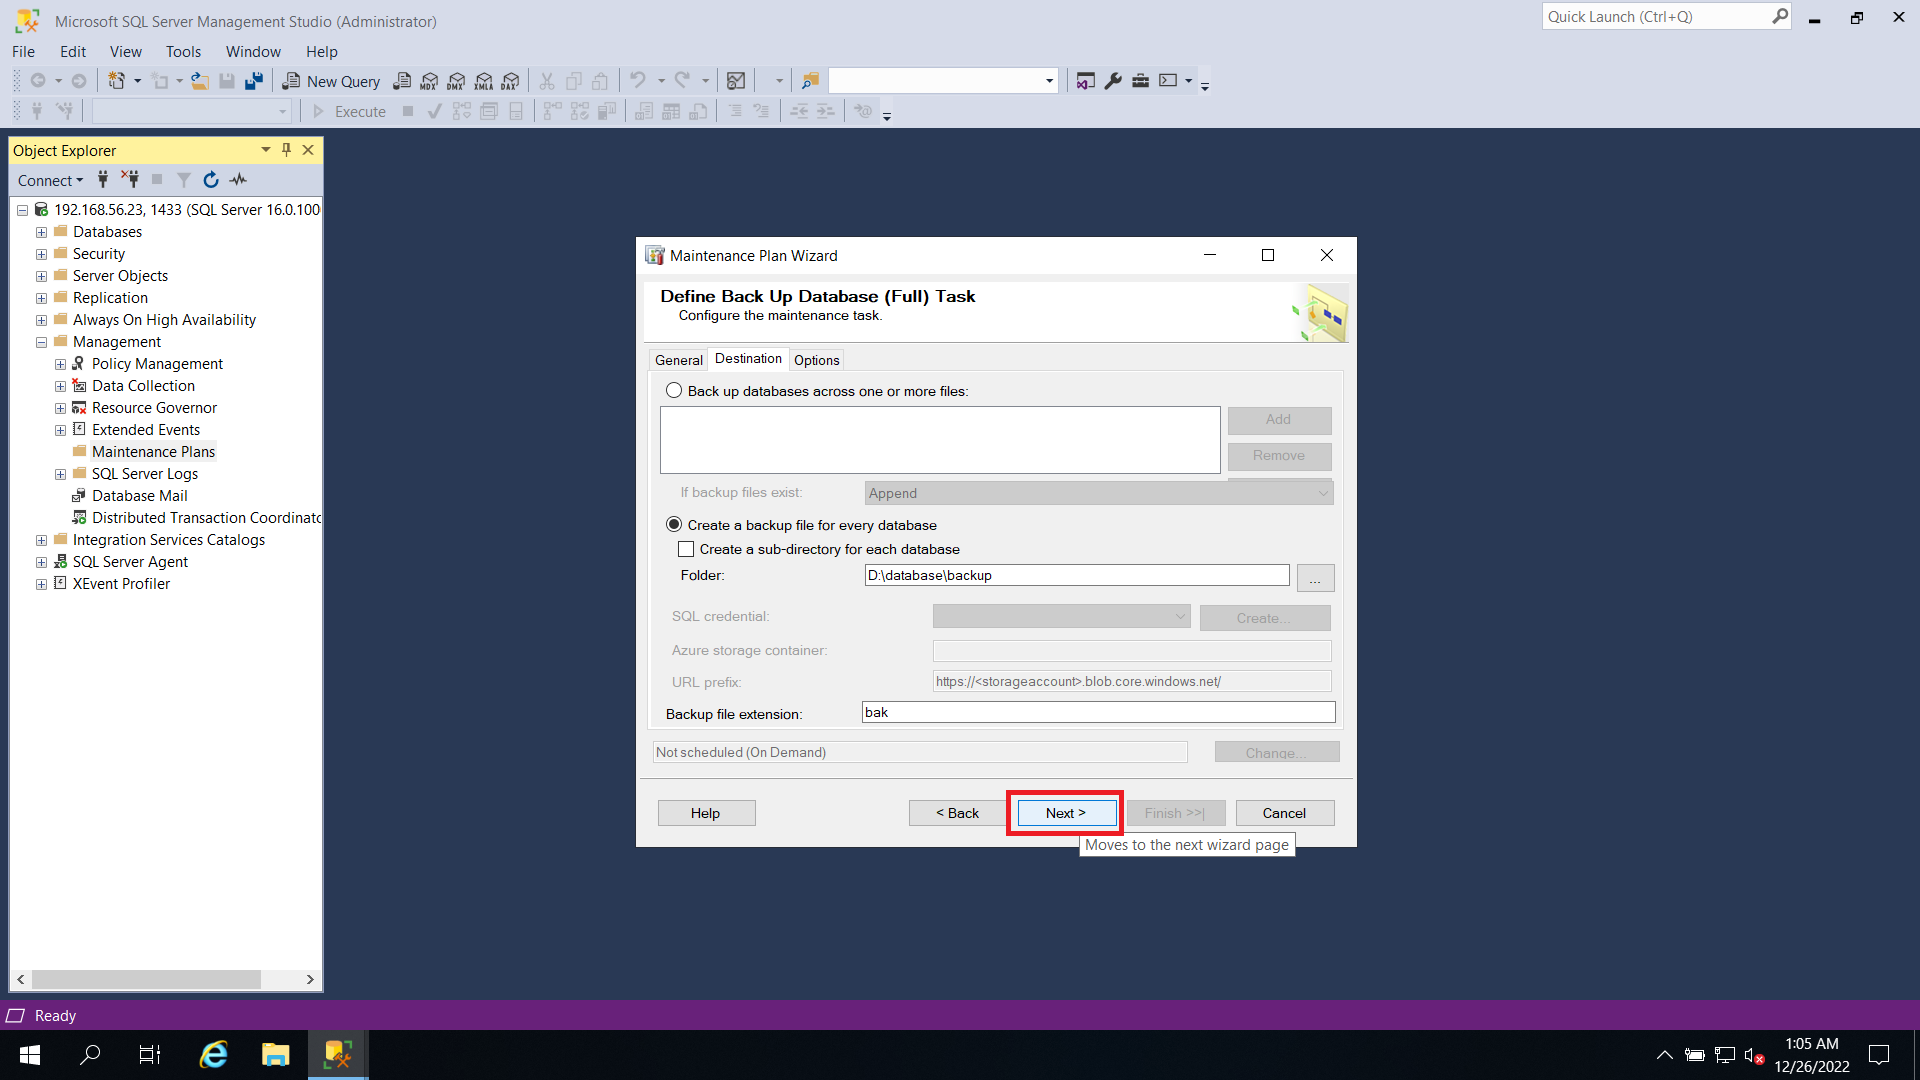 Microsoft SQL Server Management Studio (Administrator)
Quick Launch (Ctrl+Q)
File Edit View Tools Window Help
New Query MDX DMX XMLA DAX
Execute
Object Explorer
Connect
192.168.56.23, 1433 (SQL Server 16.0.100
Databases
Security
Server Objects
Replication
Always On High Availability
Management
Policy Management
Data Collection
Resource Governor
Extended Events
Maintenance Plans
SQL Server Logs
Database Mail
Distributed Transaction Coordinato
Integration Services Catalogs
SQL Server Agent
XEvent Profiler
Maintenance Plan Wizard
Define Back Up Database (Full) Task
Configure the maintenance task.
General Destination Options
Back up databases across one or more files:
Add
Remove
If backup files exist: Append
Create a backup file for every database
Create a sub-directory for each database
Folder: D:\database\backup ...
SQL credential: Create...
Azure storage container:
URL prefix: https://<storageaccount>.blob.core.windows.net/
Backup file extension: bak
Not scheduled (On Demand) Change...
Help < Back Next > Finish >>| Cancel
Moves to the next wizard page
Ready
1:05 AM
12/26/2022